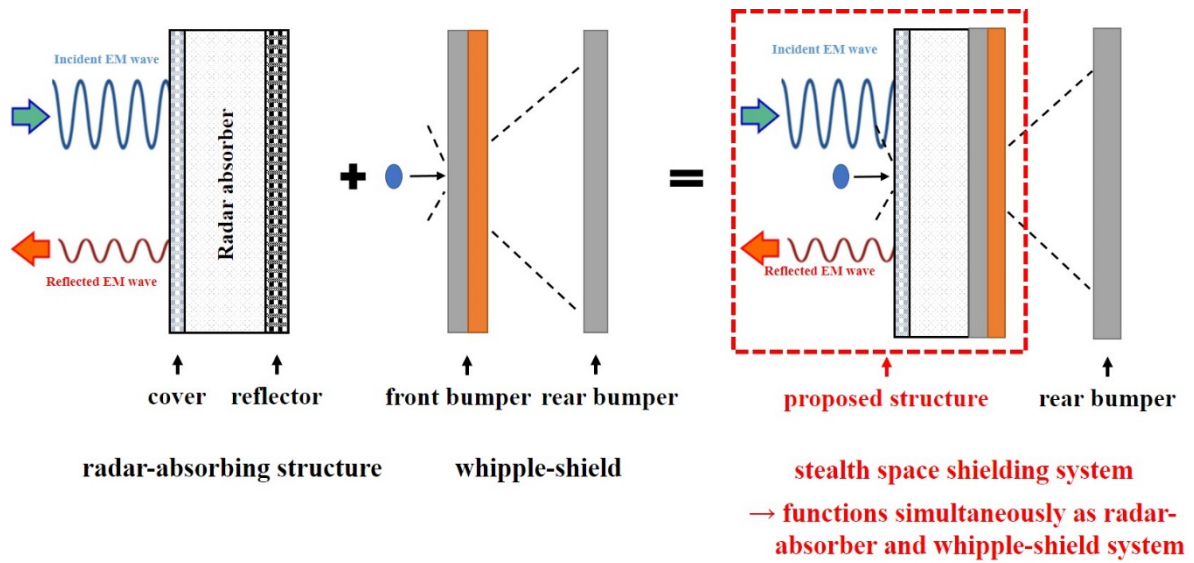 Incident EM wave
Radar absorber
Reflected EM wave
cover
reflector
radar-absorbing structure
+
front bumper
rear bumper
whipple-shield
=
Incident EM wave
Reflected EM wave
proposed structure
rear bumper
stealth space shielding system
→ functions simultaneously as radar-
absorber and whipple-shield system